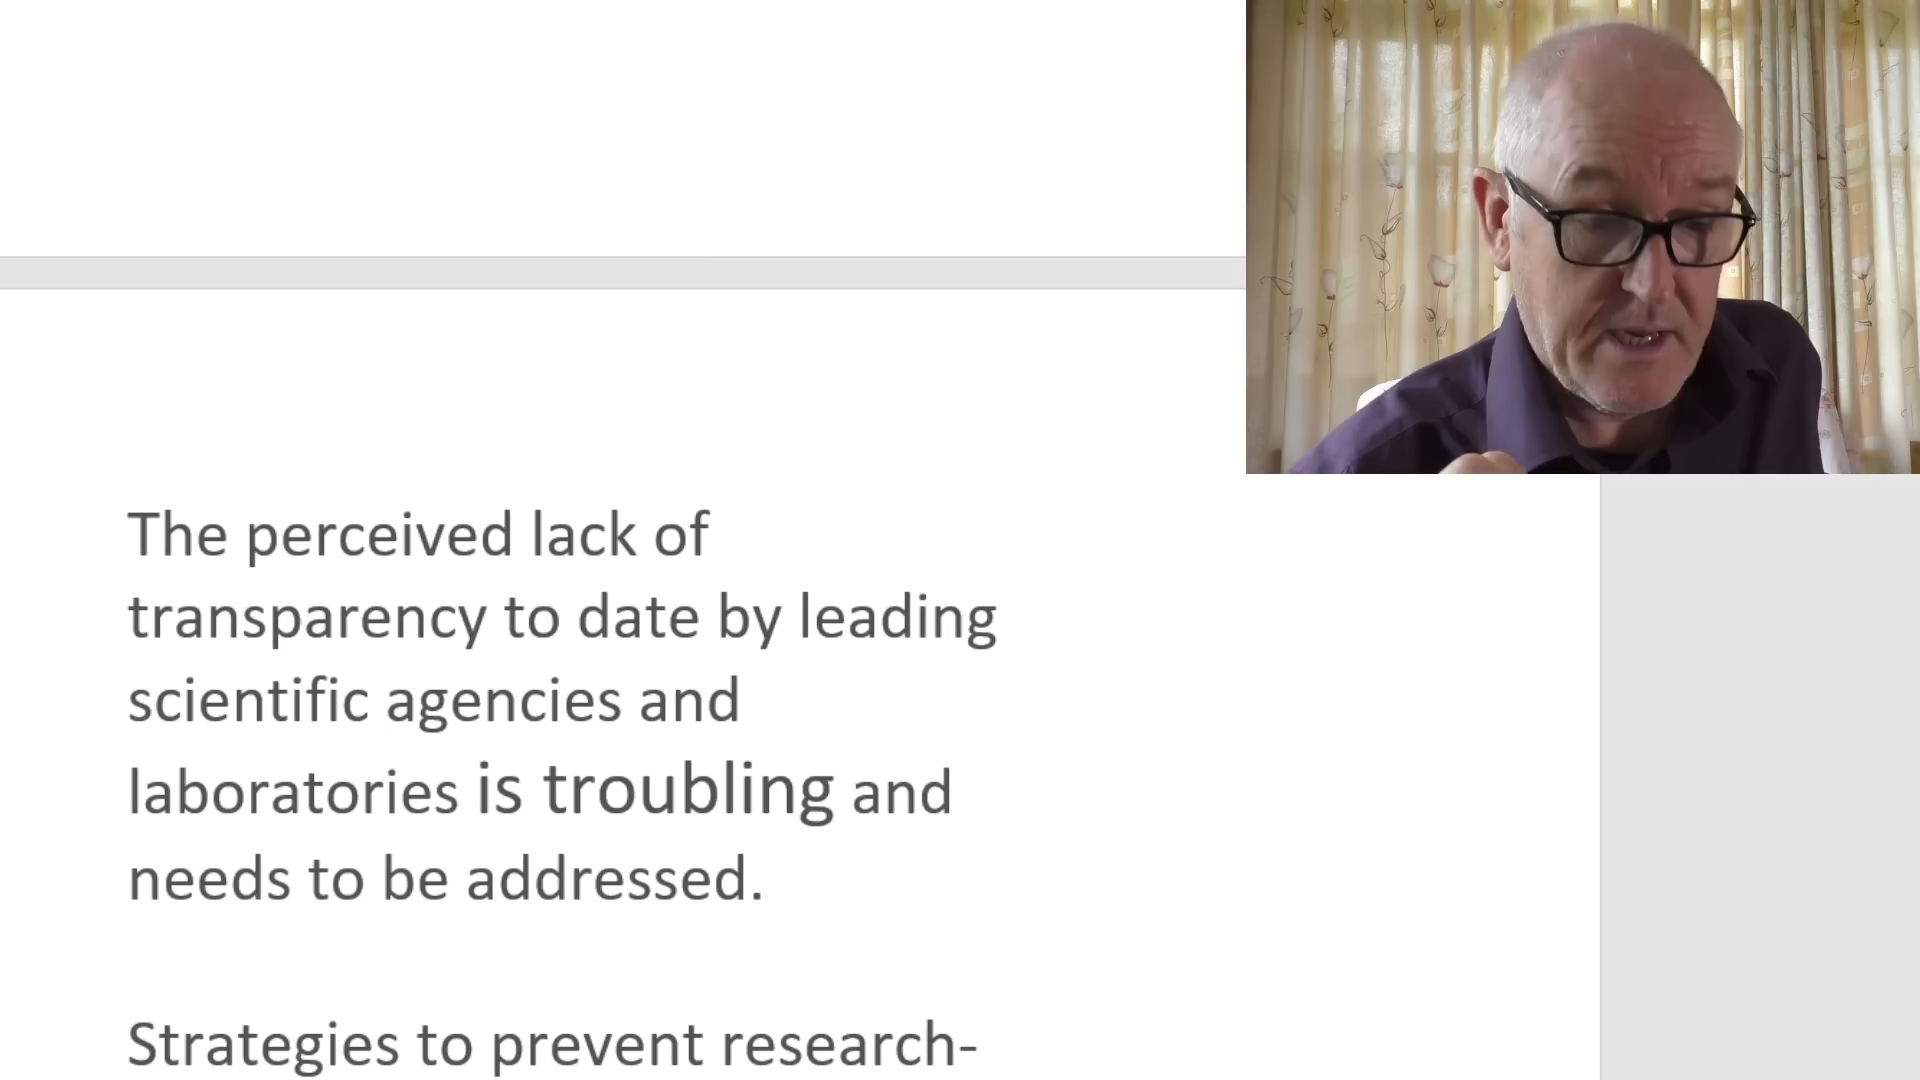 The perceived lack of
transparency to date by leading
scientific agencies and
laboratories is troubling and
needs to be addressed.
Strategies to prevent research-